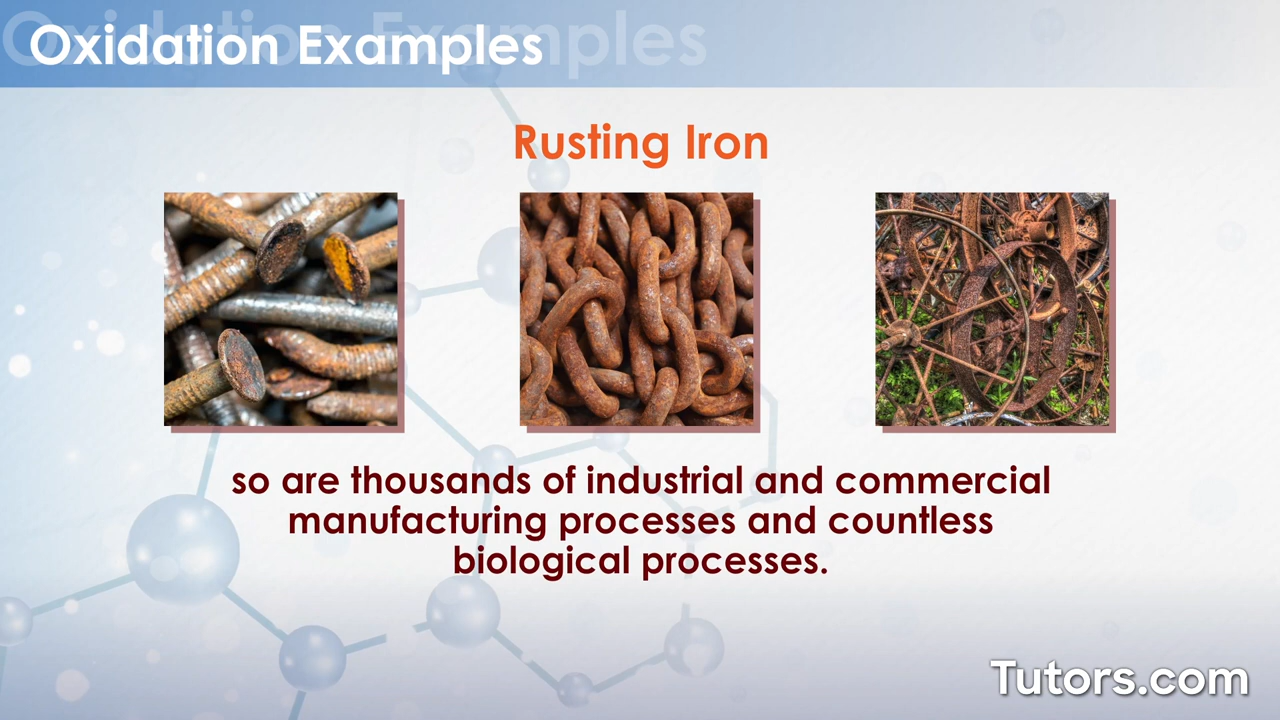 Oxidation Examples
Rusting Iron
so are thousands of industrial and commercial
manufacturing processes and countless
biological processes.
Tutors.com